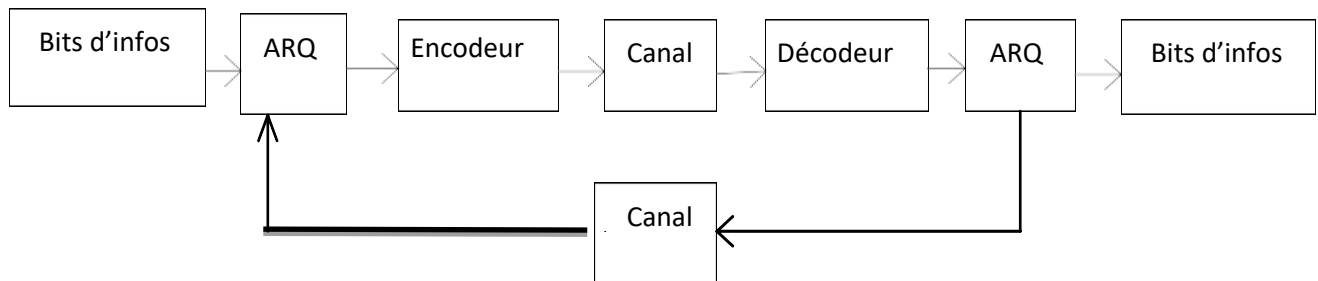 Bits d’infos
ARQ
Encodeur
Canal
Décodeur
ARQ
Bits d’infos
Canal